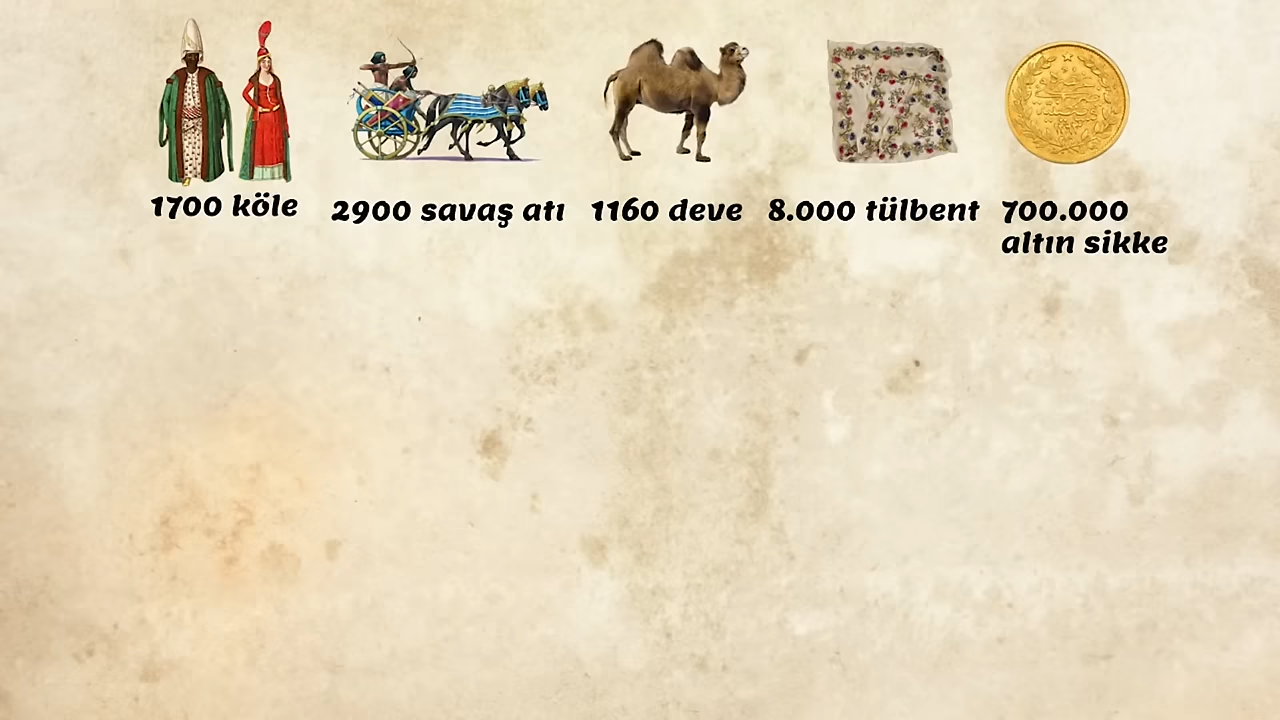 1700 köle
2900 savaş atı
1160 deve
8.000 tülbent
700.000
altın sikke